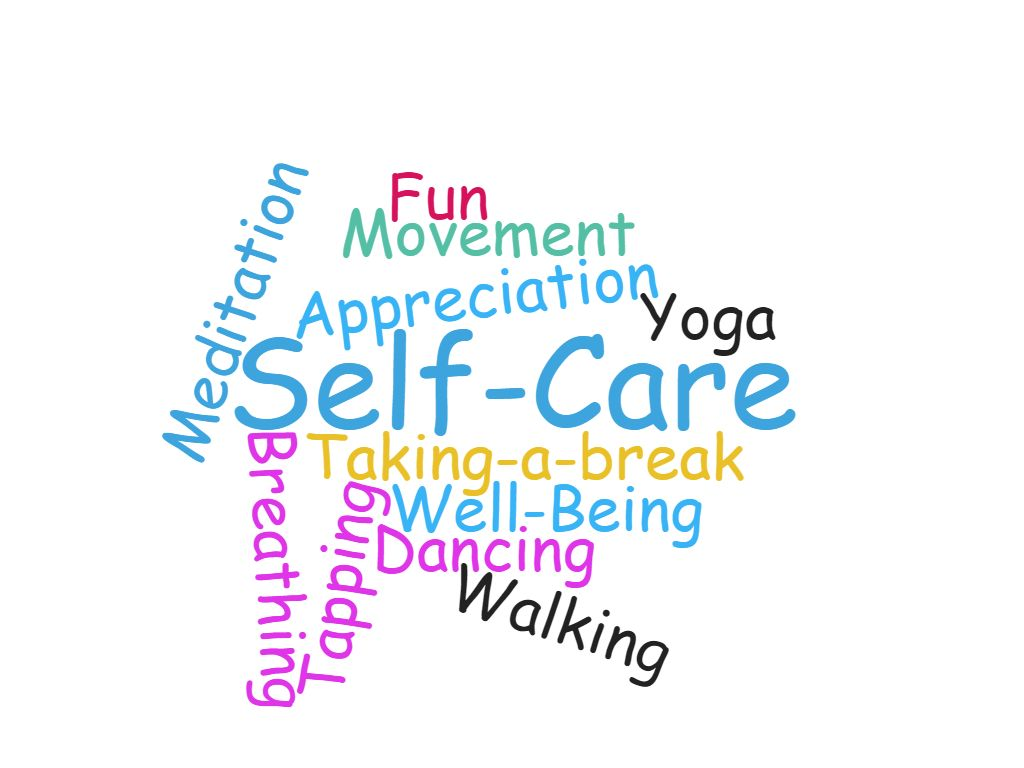 Meditation
Fun
Movement
Appreciation
Yoga
Self-Care
Breathing
Taking-a-break
Tapping
Well-Being
Dancing
Walking